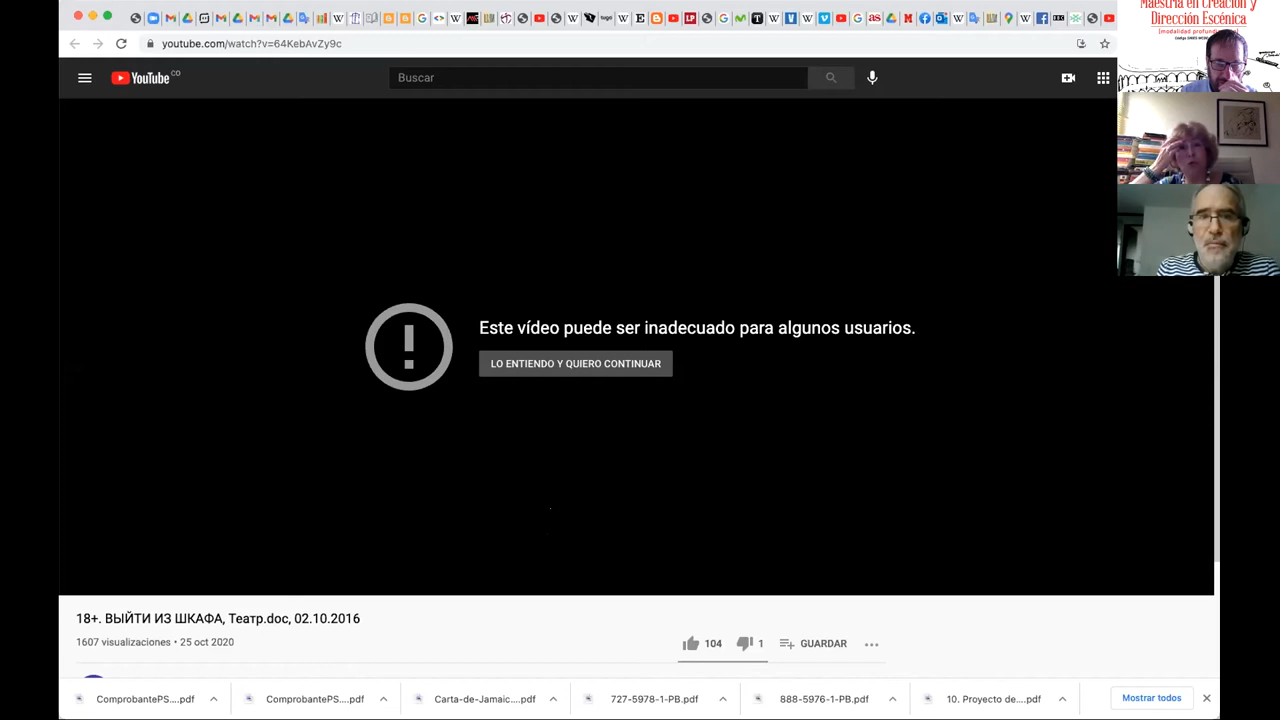 Maestría en Creación y
Dirección Escénica
[modalidad profundiz
youtube.com/watch?v=64KebAvZy9c
YouTube CO
Buscar
Este vídeo puede ser inadecuado para algunos usuarios.
LO ENTIENDO Y QUIERO CONTINUAR
18+. ВЫЙТИ ИЗ ШКАФА, Театр.doc, 02.10.2016
1607 visualizaciones • 25 oct 2020
104
1
GUARDAR
ComprobantePS....pdf
ComprobantePS....pdf
Carta-de-Jamaic....pdf
727-5978-1-PB.pdf
888-5976-1-PB.pdf
10. Proyecto de....pdf
Mostrar todos